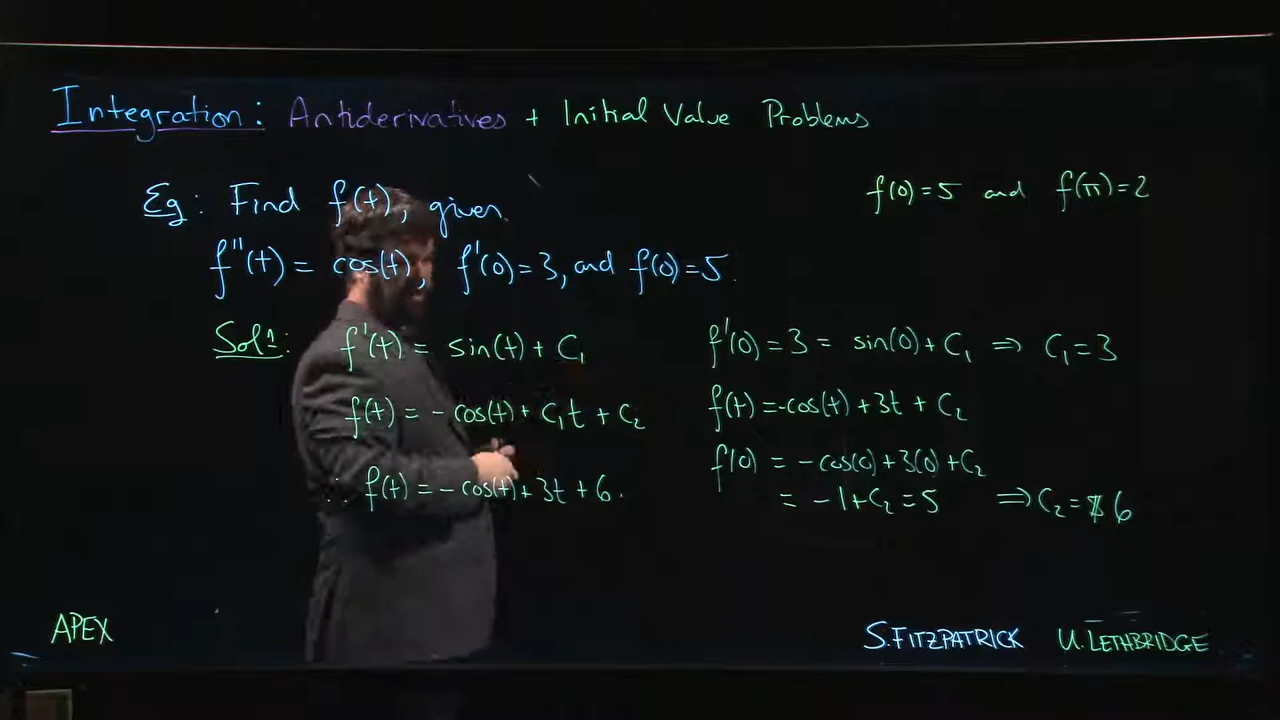 Integration: Antiderivatives + Initial Value Problems
f(0)=5 and f(π)=2
Eg: Find f(t), given
f''(t) = cos(t), f'(0)=3, and f(0)=5.
Sol<sup>n</sup>: f'(t) = sin(t) + C₁
f(t) = - cos(t) + C₁t + C₂
∴ f(t) = - cos(t) + 3t + 6.
f'(0) = 3 = sin(0) + C₁ ⇒ C₁ = 3
f(t) = -cos(t) + 3t + C₂
f(0) = - cos(0) + 3(0) + C₂
= - 1 + C₂ = 5 ⇒ C₂ = 6
APEX
S. FITZPATRICK U. LETHBRIDGE